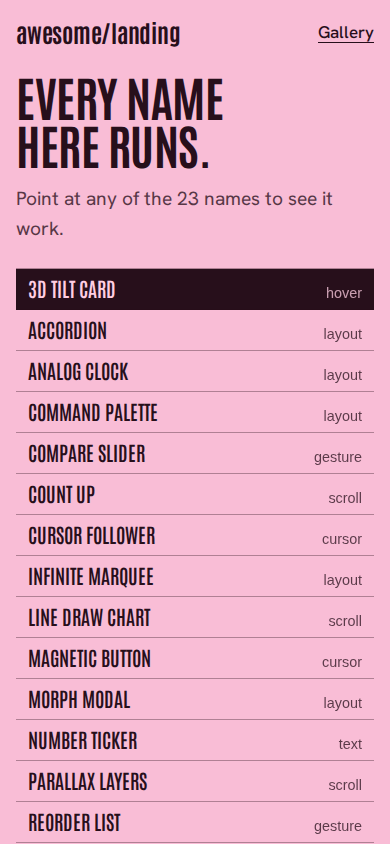 awesome/landing
Gallery
EVERY NAME
HERE RUNS.
Point at any of the 23 names to see it
work.
3D TILT CARD hover
ACCORDION layout
ANALOG CLOCK layout
COMMAND PALETTE layout
COMPARE SLIDER gesture
COUNT UP scroll
CURSOR FOLLOWER cursor
INFINITE MARQUEE layout
LINE DRAW CHART scroll
MAGNETIC BUTTON cursor
MORPH MODAL layout
NUMBER TICKER text
PARALLAX LAYERS scroll
REORDER LIST gesture